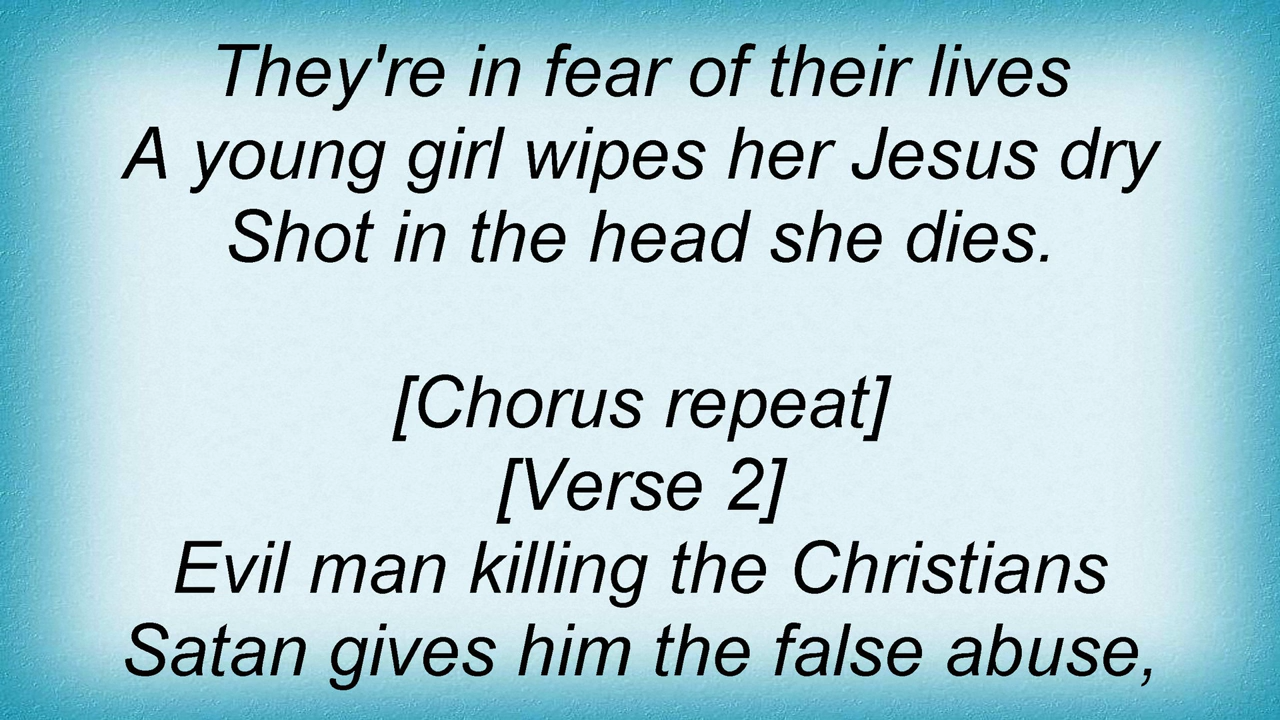 They're in fear of their lives
A young girl wipes her Jesus dry
Shot in the head she dies.
[Chorus repeat]
[Verse 2]
Evil man killing the Christians
Satan gives him the false abuse,